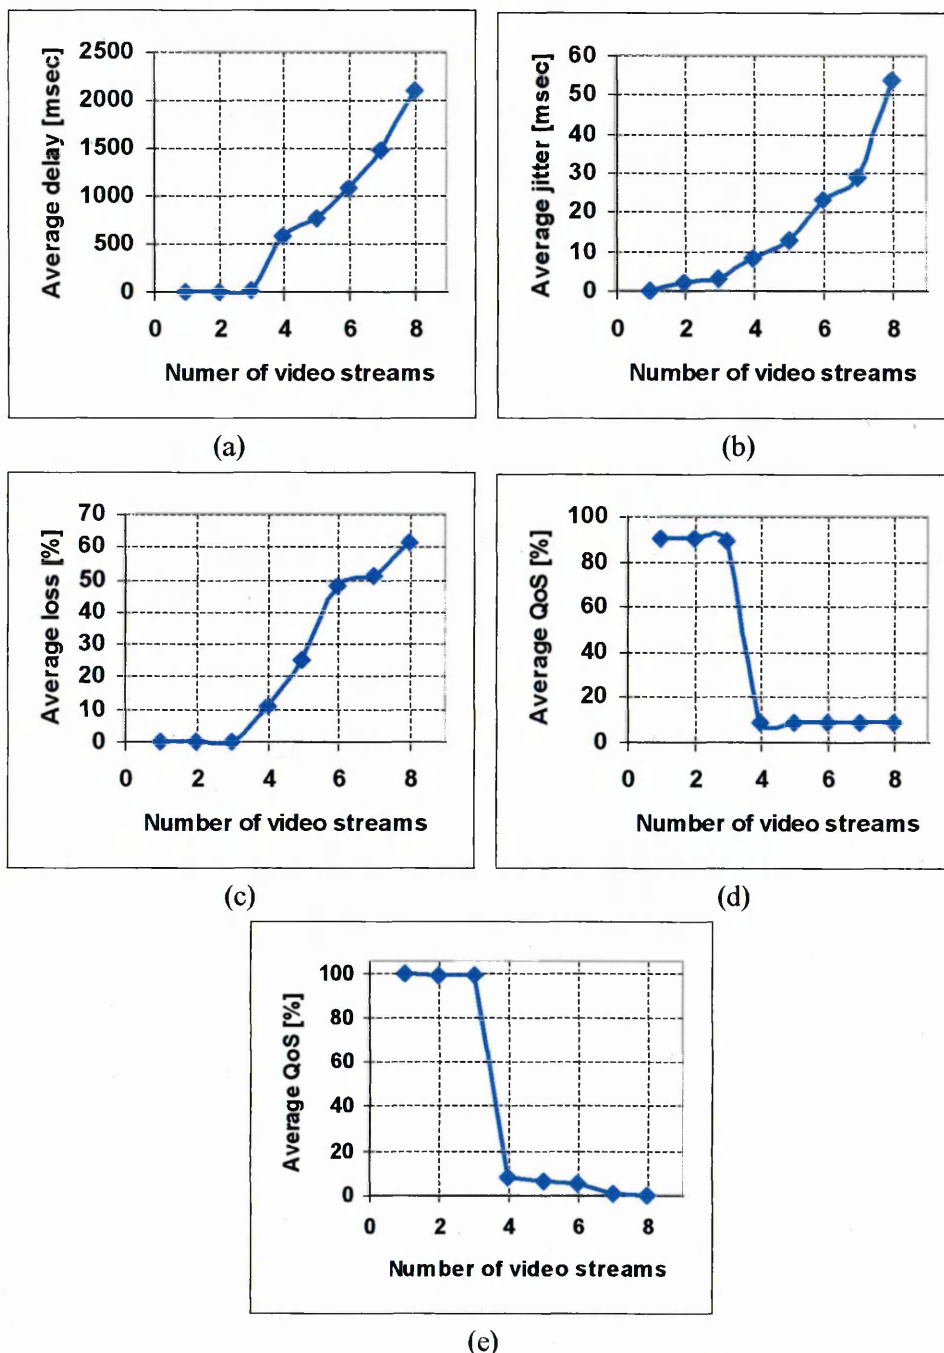 Average delay [msec]
2500
2000
1500
1000
500
0
0 2 4 6 8
Numer of video streams
(a)
Average jitter [msec]
60
50
40
30
20
10
0
0 2 4 6 8
Number of video streams
(b)
Average loss [%]
70
60
50
40
30
20
10
0
0 2 4 6 8
Number of video streams
(c)
Average QoS [%]
100
80
60
40
20
0
0 2 4 6 8
Number of video streams
(d)
Average QoS [%]
100
80
60
40
20
0
0 2 4 6 8
Number of video streams
(e)